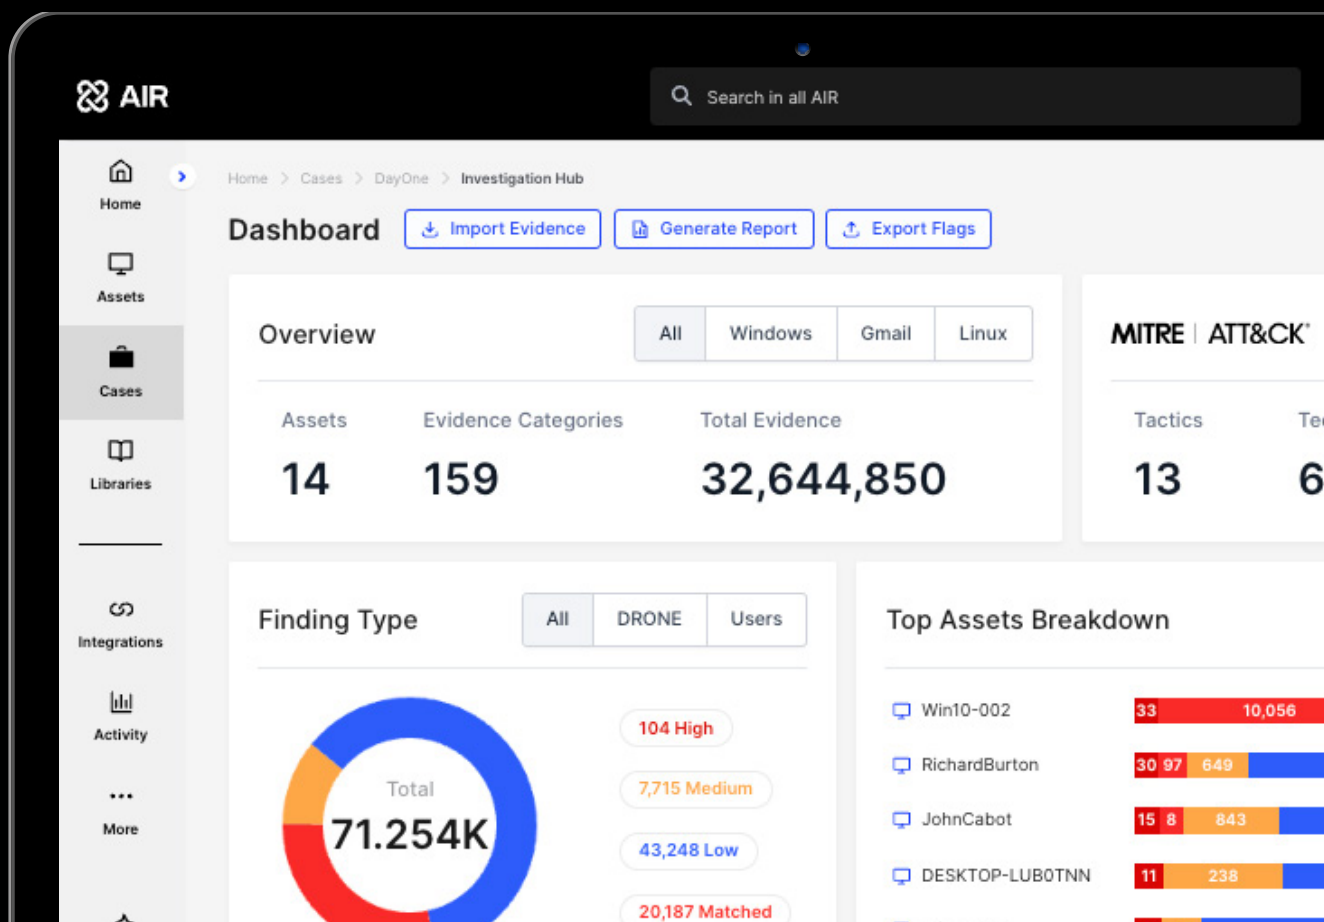 AIR
Search in all AIR
Home
Assets
Cases
Libraries
Integrations
Activity
More
Home > Cases > DayOne > Investigation Hub
Dashboard
Import Evidence
Generate Report
Export Flags
Overview
All
Windows
Gmail
Linux
Assets
14
Evidence Categories
159
Total Evidence
32,644,850
MITRE | ATT&CK®
Tactics
13
Finding Type
All
DRONE
Users
Total
71.254K
104 High
7,715 Medium
43,248 Low
20,187 Matched
Top Assets Breakdown
Win10-002 33 10,056
RichardBurton 30 97 649
JohnCabot 15 8 843
DESKTOP-LUB0TNN 11 238